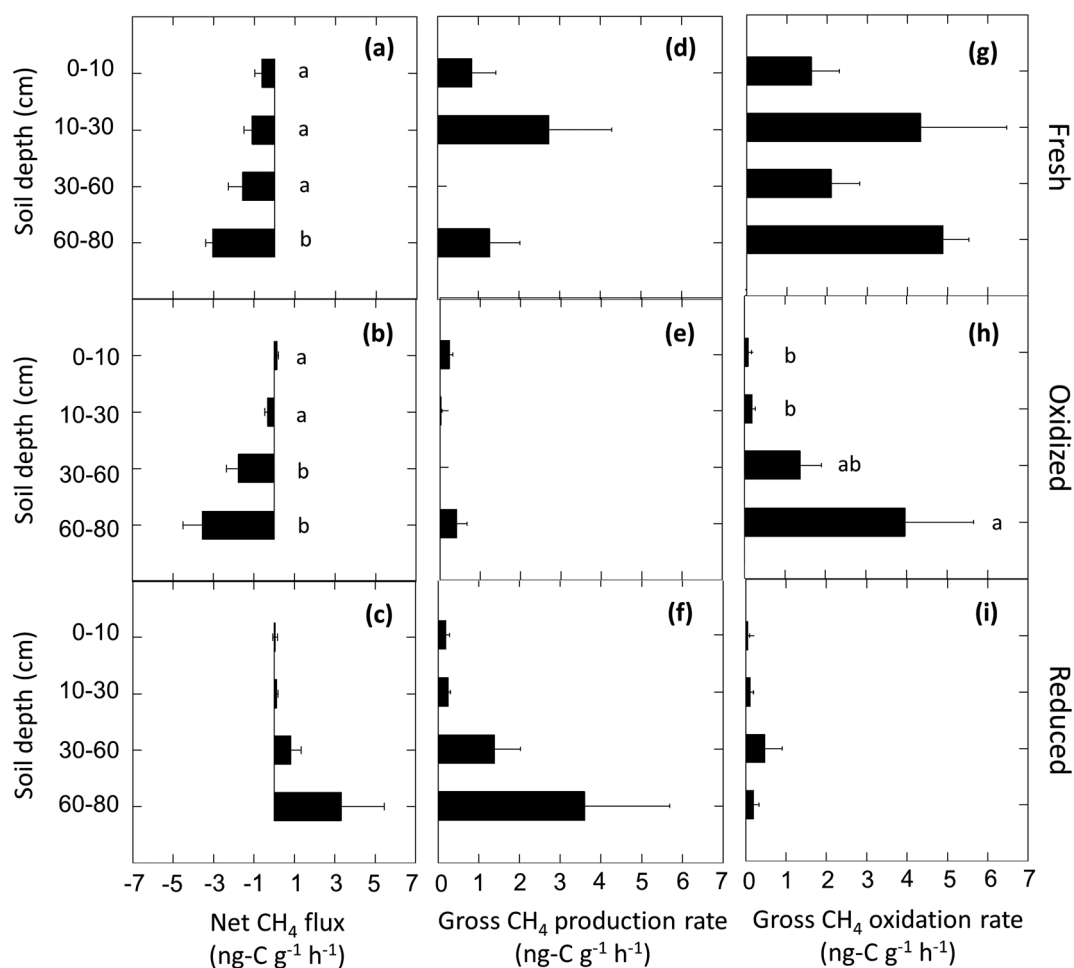 (a)
(d)
(g)
Soil depth (cm)
0-10
10-30
30-60
60-80
a
a
a
b
Fresh
(b)
(e)
(h)
Soil depth (cm)
0-10
10-30
30-60
60-80
a
a
b
b
b
b
ab
a
Oxidized
(c)
(f)
(i)
Soil depth (cm)
0-10
10-30
30-60
60-80
Reduced
-7 -5 -3 -1 1 3 5 7
0 1 2 3 4 5 6 7
0 1 2 3 4 5 6 7
Net CH₄ flux
(ng-C g⁻¹ h⁻¹)
Gross CH₄ production rate
(ng-C g⁻¹ h⁻¹)
Gross CH₄ oxidation rate
(ng-C g⁻¹ h⁻¹)